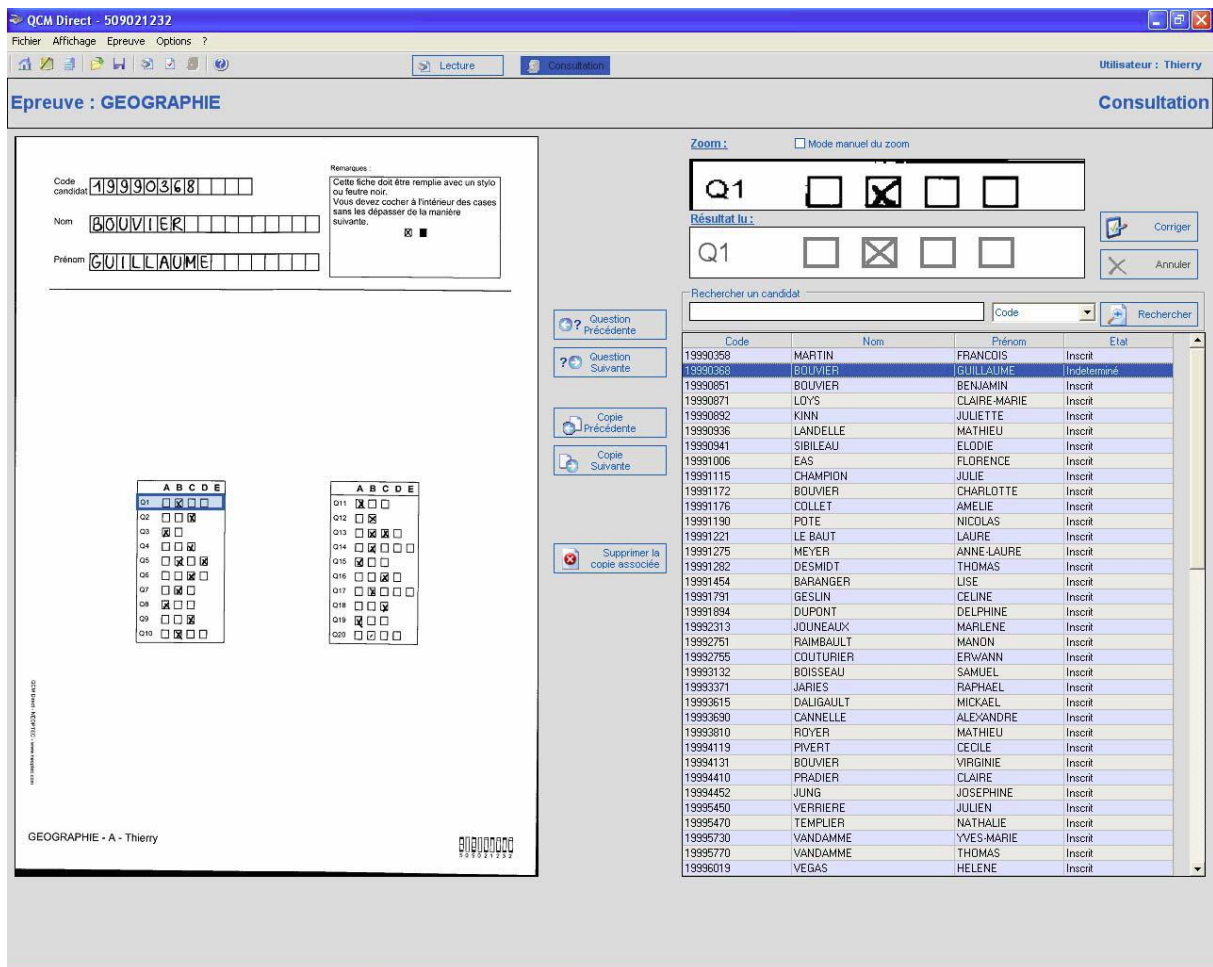 QCM Direct - 509021232
Fichier Affichage Epreuve Options ?
Lecture Consultation Utilisateur : Thierry
Epreuve : GEOGRAPHIE
Consultation
Code
candidat 19990368
Nom BOUVIER
Prénom GUILLAUME
Remarques :
Cette fiche doit être remplie avec un stylo
ou feutre noir.
Vous devez cocher à l'intérieur des cases
sans les dépasser de la manière
suivante.
A B C D E
Q1
Q2
Q3
Q4
Q5
Q6
Q7
Q8
Q9
Q10
A B C D E
Q11
Q12
Q13
Q14
Q15
Q16
Q17
Q18
Q19
Q20
GEOGRAPHIE - A - Thierry
509021232
?
Question
Précédente
?
Question
Suivante
Copie
Précédente
Copie
Suivante
Supprimer la
copie associée
Zoom : Mode manuel du zoom
Q1
Résultat lu :
Q1
Corriger
Annuler
Rechercher un candidat
Code Rechercher
Code Nom Prénom Etat
19990358 MARTIN FRANCOIS Inscrit
19990368 BOUVIER GUILLAUME Indeterminé
19990851 BOUVIER BENJAMIN Inscrit
19990871 LOYS CLAIRE-MARIE Inscrit
19990892 KINN JULIETTE Inscrit
19990936 LANDELLE MATHIEU Inscrit
19990941 SIBILEAU ELODIE Inscrit
19991006 EAS FLORENCE Inscrit
19991115 CHAMPION JULIE Inscrit
19991172 BOUVIER CHARLOTTE Inscrit
19991176 COLLET AMELIE Inscrit
19991190 POTE NICOLAS Inscrit
19991221 LE BAUT LAURE Inscrit
19991275 MEYER ANNE-LAURE Inscrit
19991282 DESMIDT THOMAS Inscrit
19991454 BARANGER LISE Inscrit
19991791 GESLIN CELINE Inscrit
19991894 DUPONT DELPHINE Inscrit
19992313 JOUNEAUX MARLENE Inscrit
19992751 RAIMBAULT MANON Inscrit
19992755 COUTURIER ERWANN Inscrit
19993132 BOISSEAU SAMUEL Inscrit
19993371 JARIES RAPHAEL Inscrit
19993615 DALIGAULT MICKAEL Inscrit
19993690 CANNELLE ALEXANDRE Inscrit
19993810 ROYER MATHIEU Inscrit
19994119 PIVERT CECILE Inscrit
19994131 BOUVIER VIRGINIE Inscrit
19994410 PRADIER CLAIRE Inscrit
19994452 JUNG JOSEPHINE Inscrit
19995450 VERRIERE JULIEN Inscrit
19995470 TEMPLIER NATHALIE Inscrit
19995730 VANDAMME YVES-MARIE Inscrit
19995770 VANDAMME THOMAS Inscrit
19996019 VEGAS HELENE Inscrit